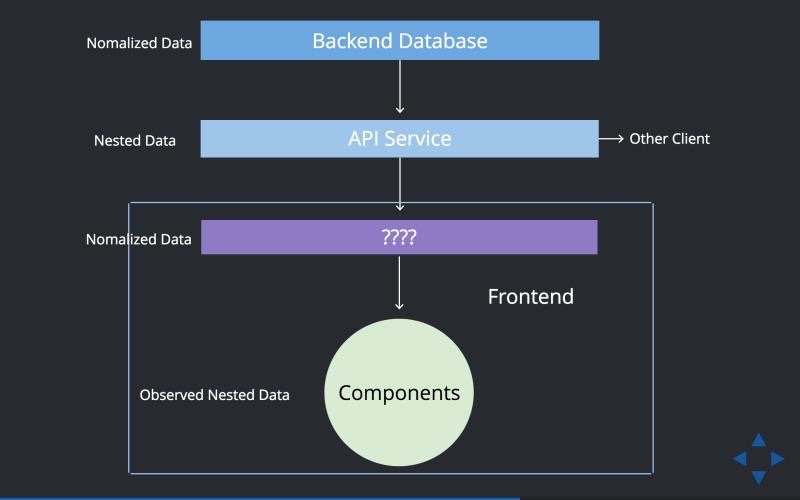 Nomalized Data
Backend Database
Nested Data
API Service
Other Client
Nomalized Data
????
Frontend
Observed Nested Data
Components